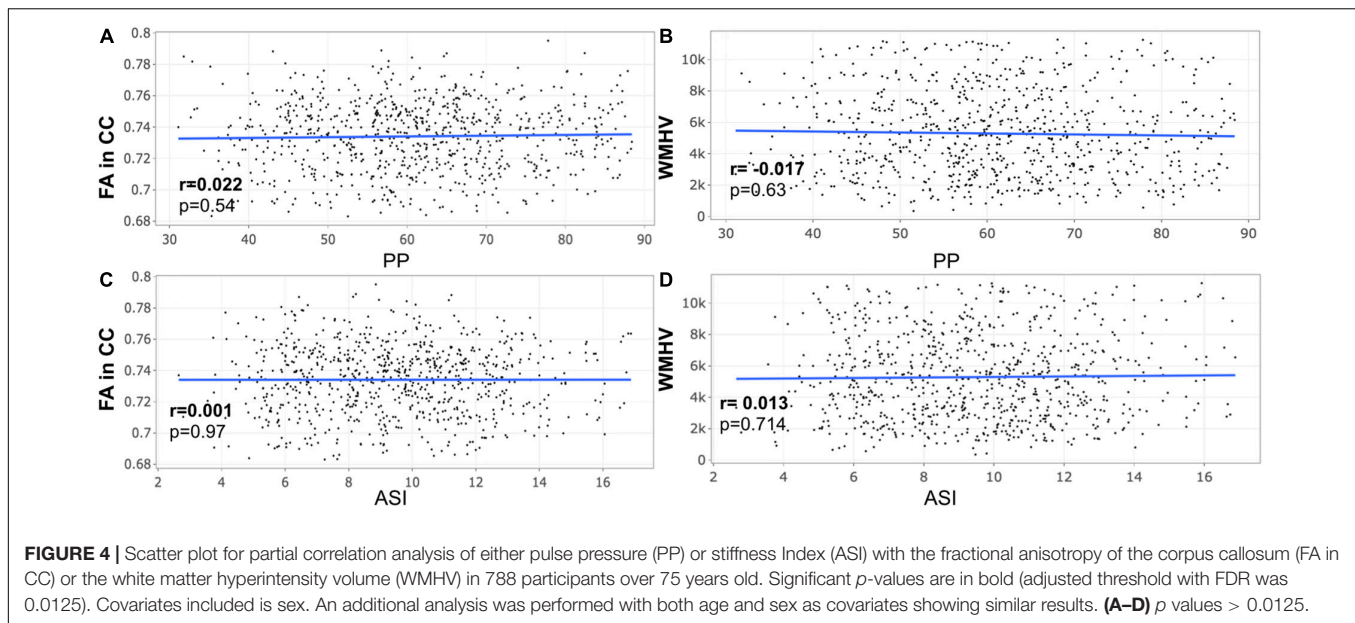 A
0.8
0.78
0.76
0.74
0.72
0.7
0.68
FA in CC
r=0.022
p=0.54
30 40 50 60 70 80 90
PP
B
10k
8k
6k
4k
2k
0
WMHV
r= -0.017
p=0.63
30 40 50 60 70 80 90
PP
C
0.8
0.78
0.76
0.74
0.72
0.7
0.68
FA in CC
r=0.001
p=0.97
2 4 6 8 10 12 14 16
ASI
D
10k
8k
6k
4k
2k
0
WMHV
r= 0.013
p=0.714
2 4 6 8 10 12 14 16
ASI
FIGURE 4 | Scatter plot for partial correlation analysis of either pulse pressure (PP) or stiffness Index (ASI) with the fractional anisotropy of the corpus callosum (FA in
CC) or the white matter hyperintensity volume (WMHV) in 788 participants over 75 years old. Significant p-values are in bold (adjusted threshold with FDR was
0.0125). Covariates included is sex. An additional analysis was performed with both age and sex as covariates showing similar results. (A–D) p values > 0.0125.